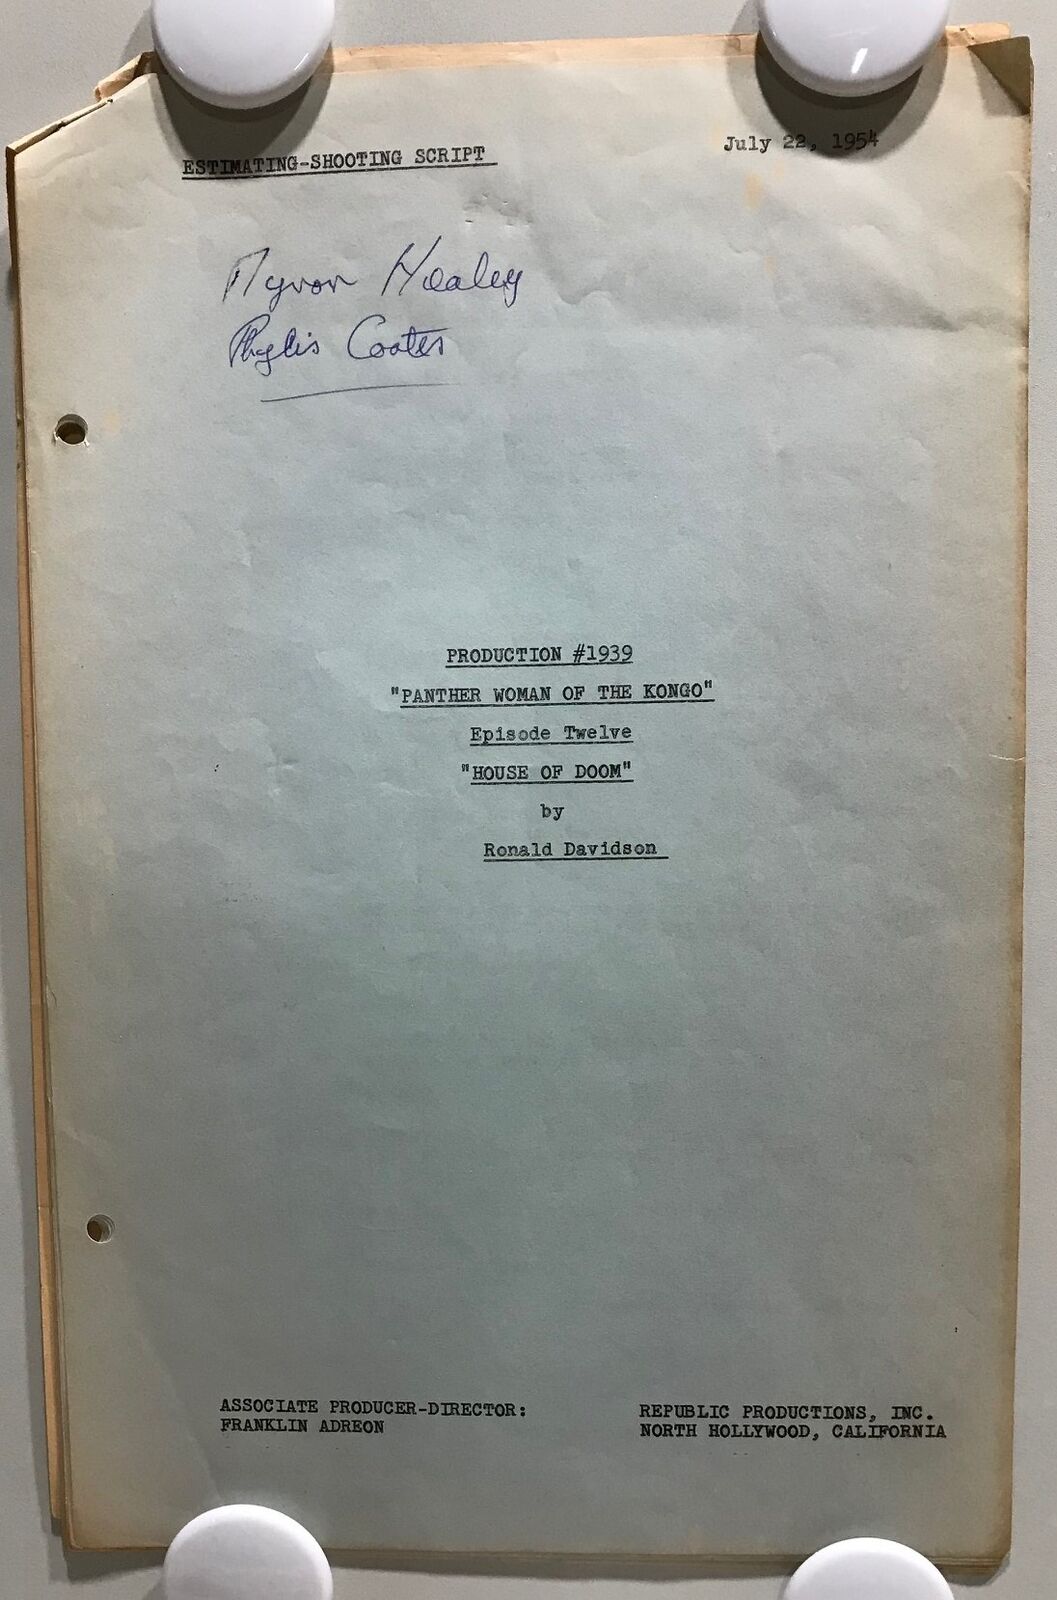 ESTIMATING-SHOOTING SCRIPT
July 22, 1954
Myron Healey
Phylis Coates
PRODUCTION #1939
"PANTHER WOMAN OF THE KONGO"
Episode Twelve
"HOUSE OF DOOM"
by
Ronald Davidson
ASSOCIATE PRODUCER-DIRECTOR:
FRANKLIN ADREON
REPUBLIC PRODUCTIONS, INC.
NORTH HOLLYWOOD, CALIFORNIA